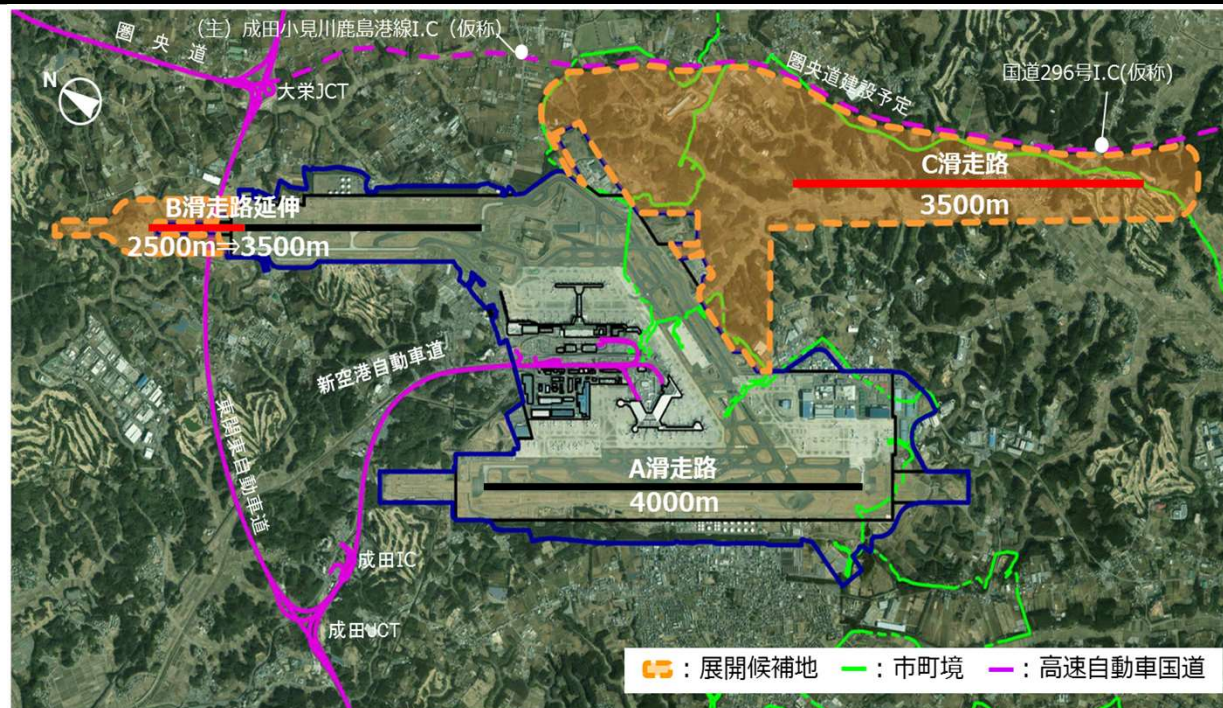 圏央道
(主) 成田小見川鹿島港線I.C (仮称)
圏央道建設予定
国道296号I.C(仮称)
N
大栄JCT
C滑走路
3500m
B滑走路延伸
2500m⇒3500m
新空港自動車道
東関東自動車道
A滑走路
4000m
成田IC
成田JCT
：展開候補地 ：市町境 ：高速自動車国道